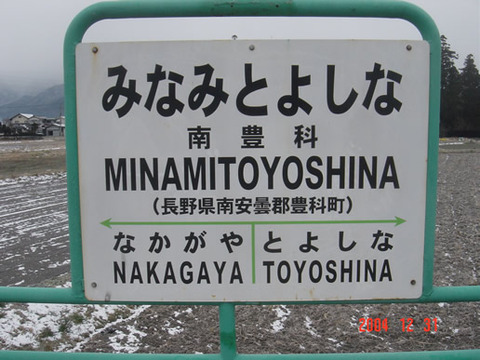 みなみとよしな
南豊科
MINAMITOYOSHINA
(長野県南安曇郡豊科町)
なかがや とよしな
NAKAGAYA TOYOSHINA
2004 12 31